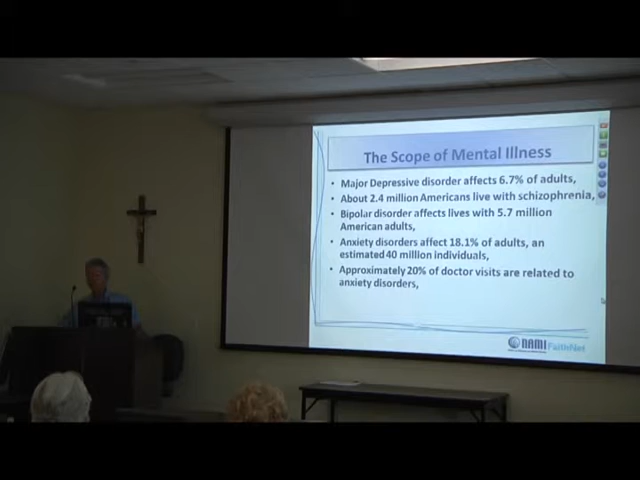 The Scope of Mental Illness
• Major Depressive disorder affects 6.7% of adults,
• About 2.4 million Americans live with schizophrenia,
• Bipolar disorder affects lives with 5.7 million
American adults,
• Anxiety disorders affect 18.1% of adults, an
estimated 40 million individuals,
• Approximately 20% of doctor visits are related to
anxiety disorders,
NAMI FaithNet